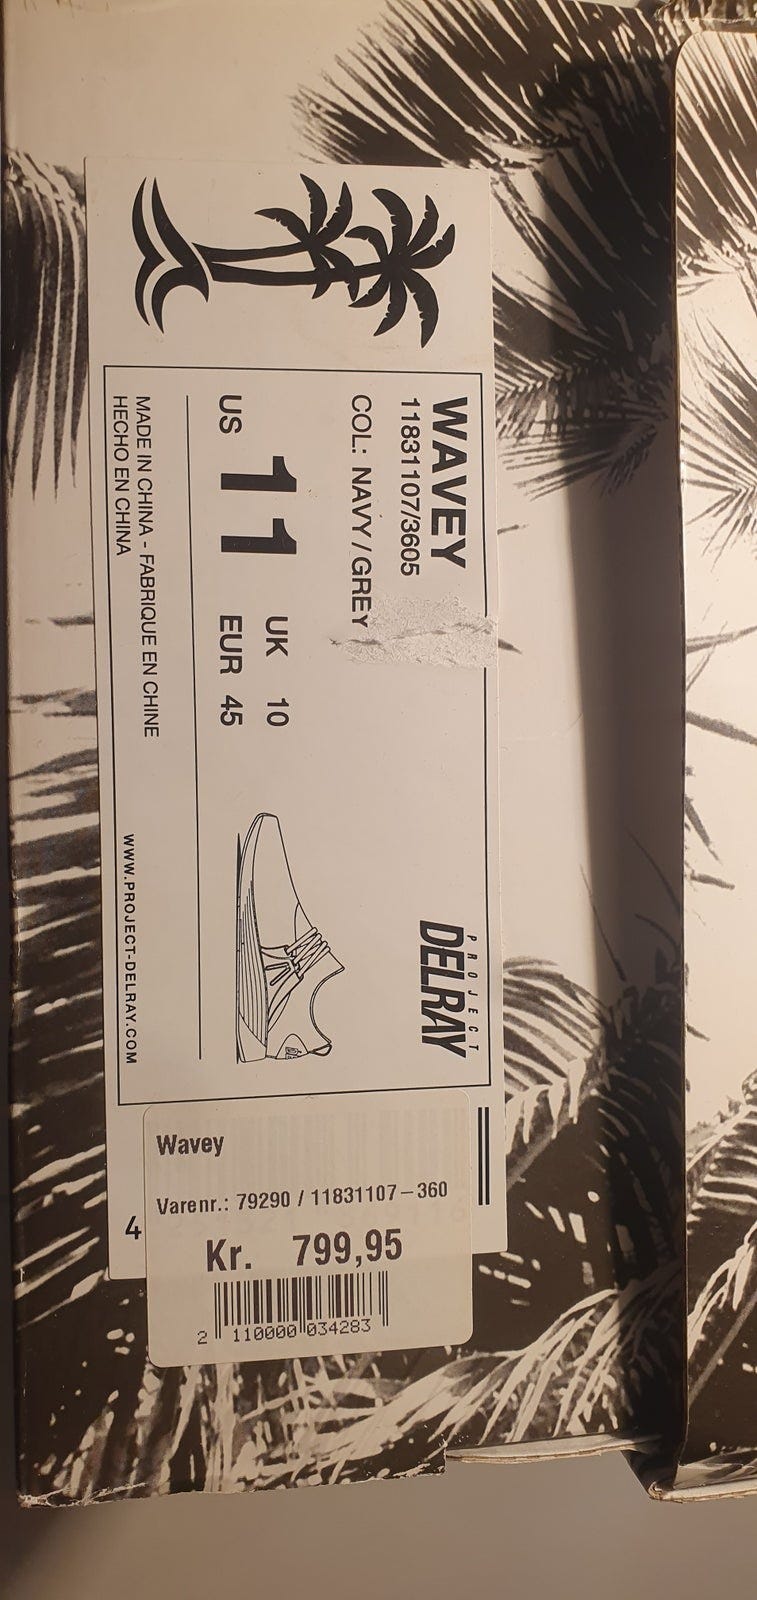 WAVEY
11831107/3605
COL: NAVY / GREY
US 11
UK 10
EUR 45
MADE IN CHINA - FABRIQUE EN CHINE
HECHO EN CHINA
PROJECT
DELRAY
WWW.PROJECT-DELRAY.COM
4
Wavey
Varenr.: 79290 / 11831107-360
Kr. 799,95
2 110000 034283